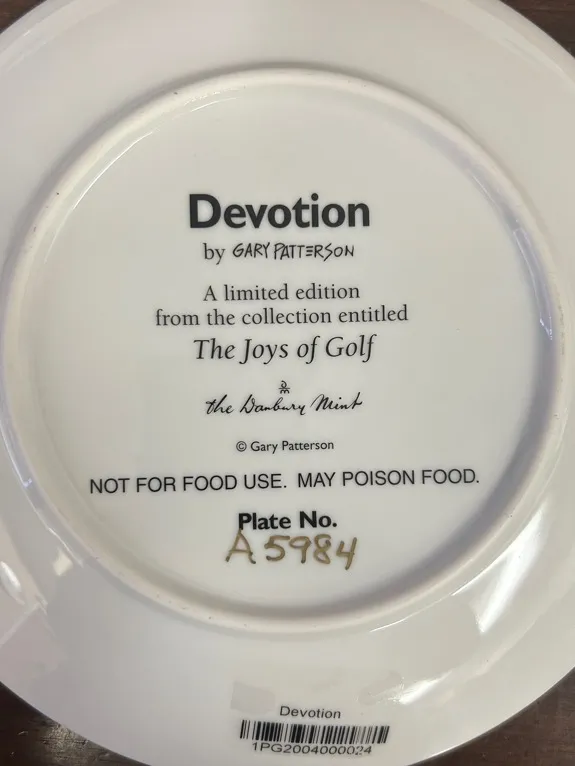 Devotion
by GARY PATTERSON
A limited edition
from the collection entitled
The Joys of Golf
DM
the Danbury Mint
© Gary Patterson
NOT FOR FOOD USE. MAY POISON FOOD.
Plate No.
A5984
Devotion
1PG2004000024